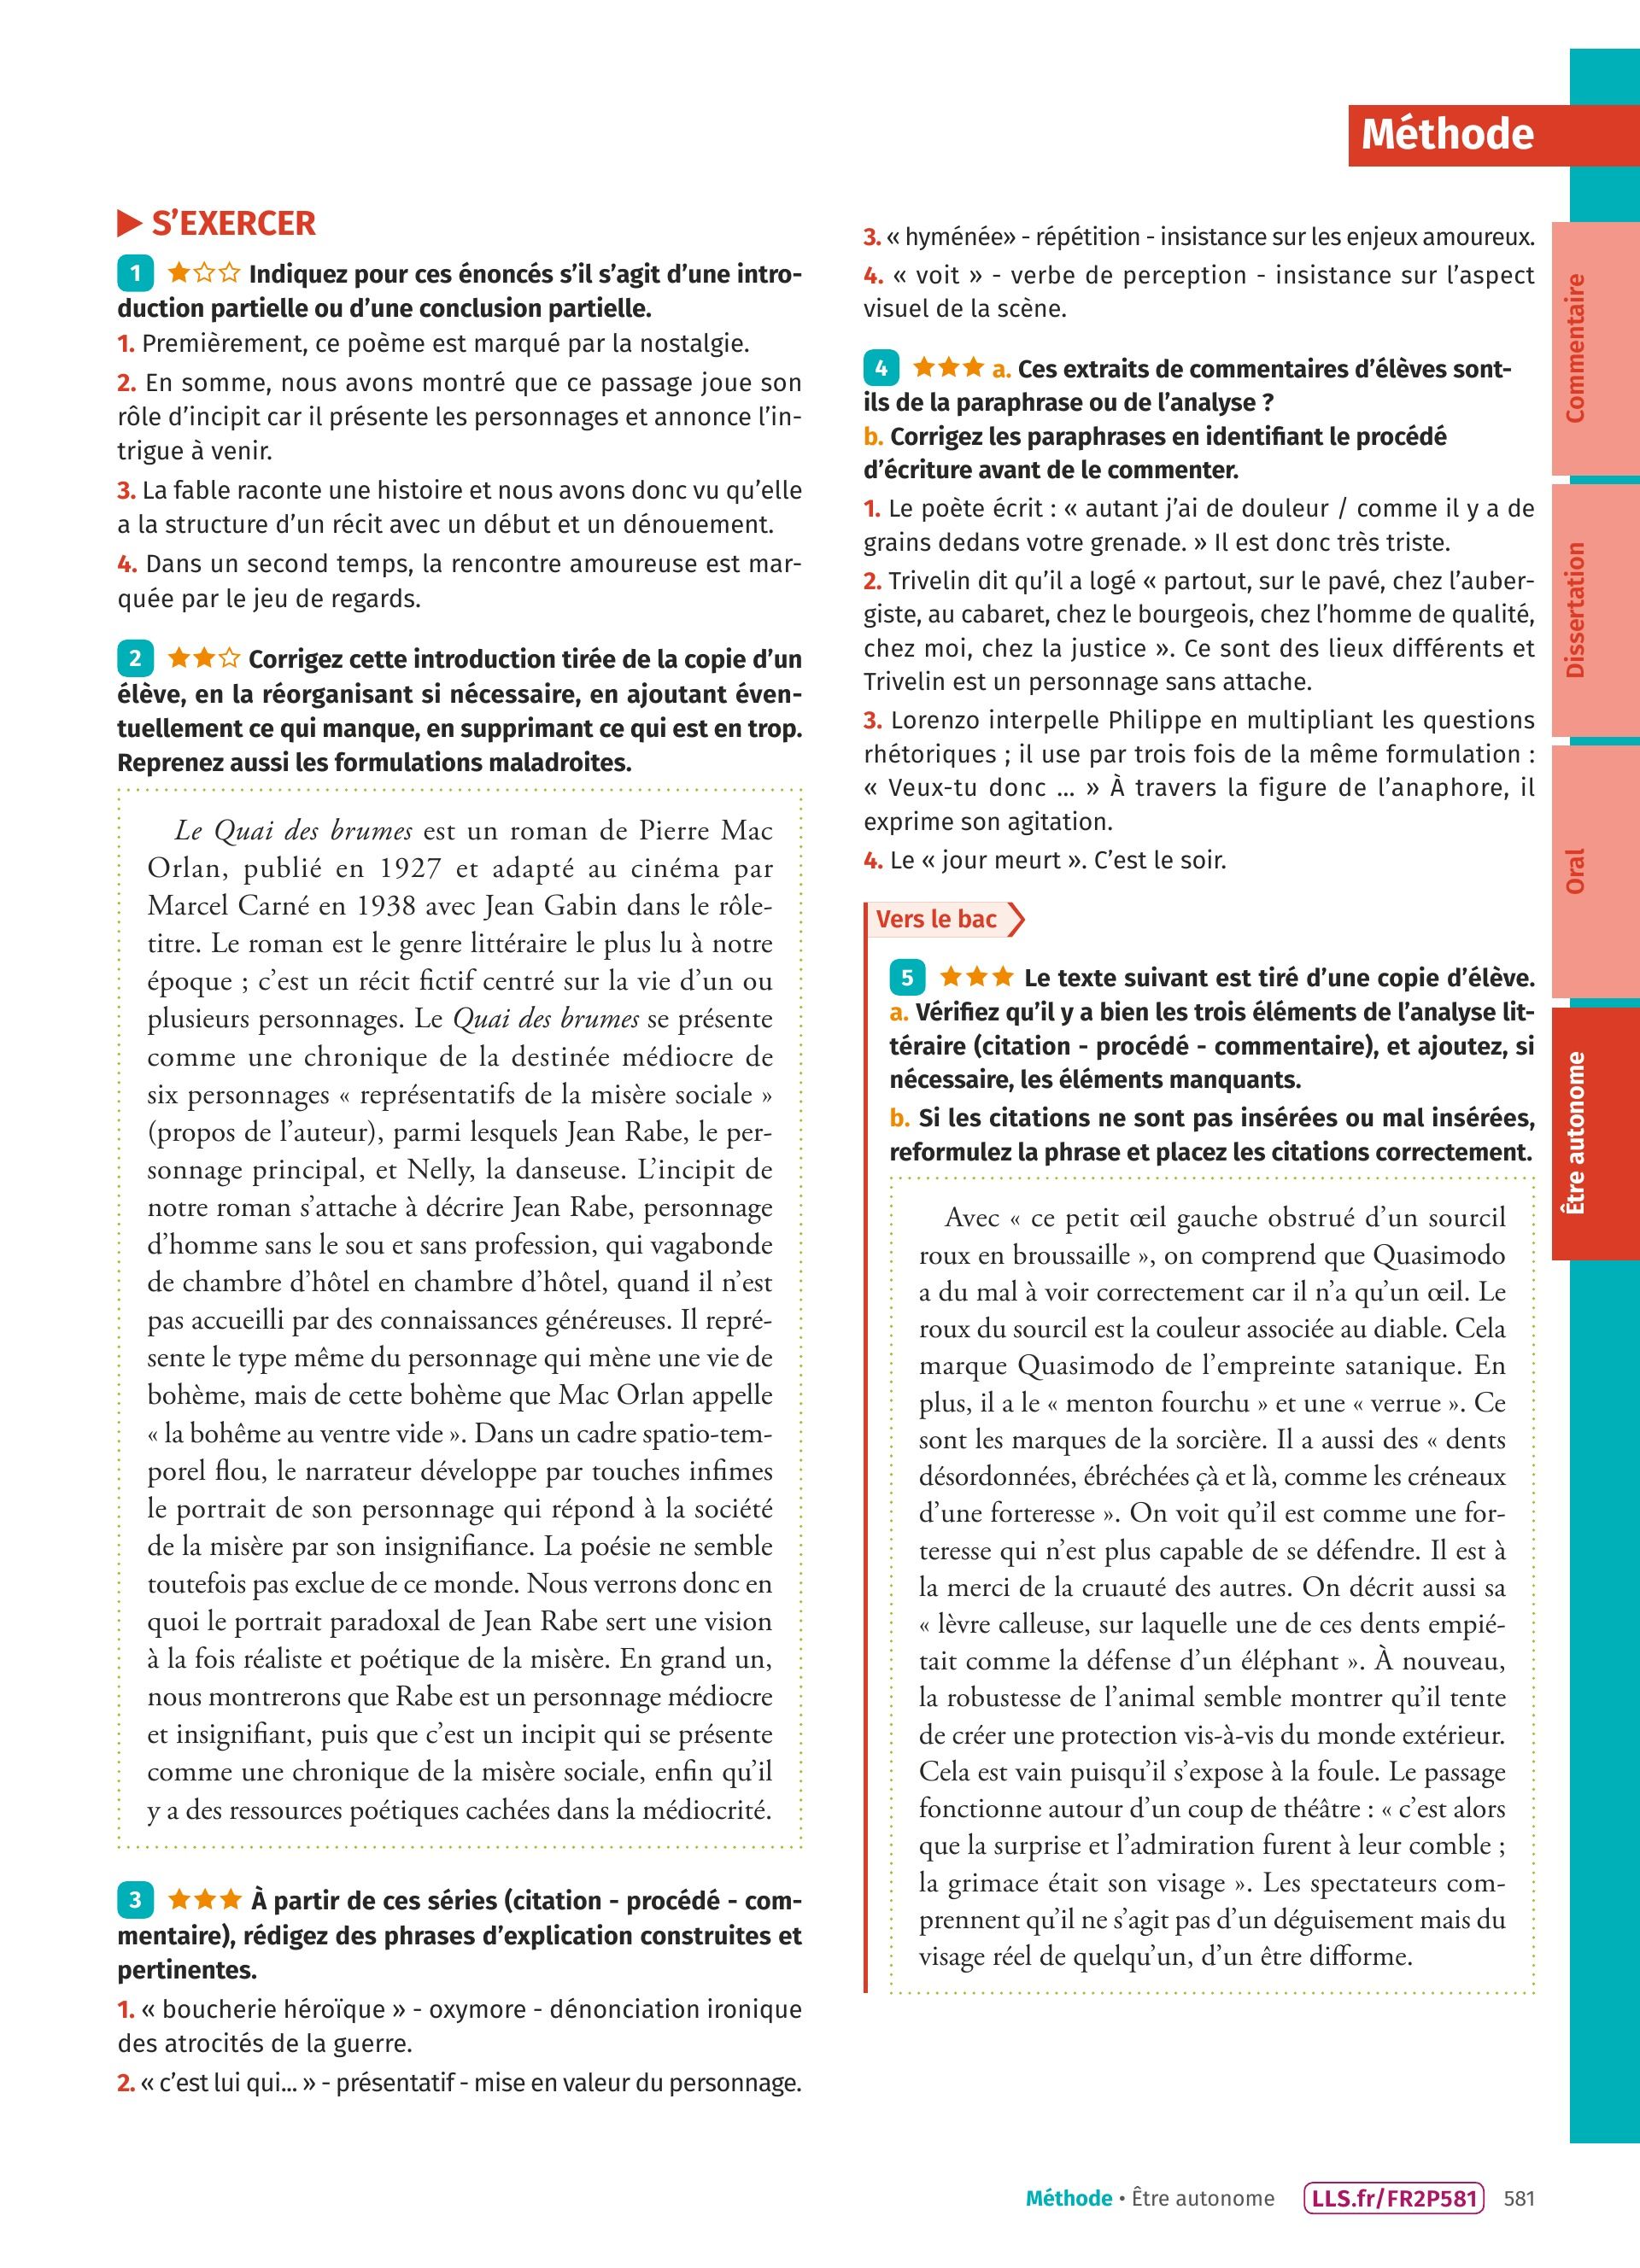 Méthode
S’EXERCER
1 Indiquez pour ces énoncés s’il s’agit d’une intro-
duction partielle ou d’une conclusion partielle.
1. Premièrement, ce poème est marqué par la nostalgie.
2. En somme, nous avons montré que ce passage joue son
rôle d’incipit car il présente les personnages et annonce l’in-
trigue à venir.
3. La fable raconte une histoire et nous avons donc vu qu’elle
a la structure d’un récit avec un début et un dénouement.
4. Dans un second temps, la rencontre amoureuse est mar-
quée par le jeu de regards.
2 Corrigez cette introduction tirée de la copie d’un
élève, en la réorganisant si nécessaire, en ajoutant éven-
tuellement ce qui manque, en supprimant ce qui est en trop.
Reprenez aussi les formulations maladroites.
Le Quai des brumes est un roman de Pierre Mac
Orlan, publié en 1927 et adapté au cinéma par
Marcel Carné en 1938 avec Jean Gabin dans le rôle-
titre. Le roman est le genre littéraire le plus lu à notre
époque ; c’est un récit fictif centré sur la vie d’un ou
plusieurs personnages. Le Quai des brumes se présente
comme une chronique de la destinée médiocre de
six personnages « représentatifs de la misère sociale »
(propos de l’auteur), parmi lesquels Jean Rabe, le per-
sonnage principal, et Nelly, la danseuse. L’incipit de
notre roman s’attache à décrire Jean Rabe, personnage
d’homme sans le sou et sans profession, qui vagabonde
de chambre d’hôtel en chambre d’hôtel, quand il n’est
pas accueilli par des connaissances généreuses. Il repré-
sente le type même du personnage qui mène une vie de
bohème, mais de cette bohème que Mac Orlan appelle
« la bohême au ventre vide ». Dans un cadre spatio-tem-
porel flou, le narrateur développe par touches infimes
le portrait de son personnage qui répond à la société
de la misère par son insignifiance. La poésie ne semble
toutefois pas exclue de ce monde. Nous verrons donc en
quoi le portrait paradoxal de Jean Rabe sert une vision
à la fois réaliste et poétique de la misère. En grand un,
nous montrerons que Rabe est un personnage médiocre
et insignifiant, puis que c’est un incipit qui se présente
comme une chronique de la misère sociale, enfin qu’il
y a des ressources poétiques cachées dans la médiocrité.
3 À partir de ces séries (citation - procédé - com-
mentaire), rédigez des phrases d’explication construites et
pertinentes.
1. « boucherie héroïque » - oxymore - dénonciation ironique
des atrocités de la guerre.
2. « c’est lui qui... » - présentatif - mise en valeur du personnage.
3. « hyménée» - répétition - insistance sur les enjeux amoureux.
4. « voit » - verbe de perception - insistance sur l’aspect
visuel de la scène.
4 a. Ces extraits de commentaires d’élèves sont-
ils de la paraphrase ou de l’analyse ?
b. Corrigez les paraphrases en identifiant le procédé
d’écriture avant de le commenter.
1. Le poète écrit : « autant j’ai de douleur / comme il y a de
grains dedans votre grenade. » Il est donc très triste.
2. Trivelin dit qu’il a logé « partout, sur le pavé, chez l’auber-
giste, au cabaret, chez le bourgeois, chez l’homme de qualité,
chez moi, chez la justice ». Ce sont des lieux différents et
Trivelin est un personnage sans attache.
3. Lorenzo interpelle Philippe en multipliant les questions
rhétoriques ; il use par trois fois de la même formulation :
« Veux-tu donc ... » À travers la figure de l’anaphore, il
exprime son agitation.
4. Le « jour meurt ». C’est le soir.
Vers le bac
5 Le texte suivant est tiré d’une copie d’élève.
a. Vérifiez qu’il y a bien les trois éléments de l’analyse lit-
téraire (citation - procédé - commentaire), et ajoutez, si
nécessaire, les éléments manquants.
b. Si les citations ne sont pas insérées ou mal insérées,
reformulez la phrase et placez les citations correctement.
Avec « ce petit œil gauche obstrué d’un sourcil
roux en broussaille », on comprend que Quasimodo
a du mal à voir correctement car il n’a qu’un œil. Le
roux du sourcil est la couleur associée au diable. Cela
marque Quasimodo de l’empreinte satanique. En
plus, il a le « menton fourchu » et une « verrue ». Ce
sont les marques de la sorcière. Il a aussi des « dents
désordonnées, ébréchées çà et là, comme les créneaux
d’une forteresse ». On voit qu’il est comme une for-
teresse qui n’est plus capable de se défendre. Il est à
la merci de la cruauté des autres. On décrit aussi sa
« lèvre calleuse, sur laquelle une de ces dents empié-
tait comme la défense d’un éléphant ». À nouveau,
la robustesse de l’animal semble montrer qu’il tente
de créer une protection vis-à-vis du monde extérieur.
Cela est vain puisqu’il s’expose à la foule. Le passage
fonctionne autour d’un coup de théâtre : « c’est alors
que la surprise et l’admiration furent à leur comble ;
la grimace était son visage ». Les spectateurs com-
prennent qu’il ne s’agit pas d’un déguisement mais du
visage réel de quelqu’un, d’un être difforme.
Commentaire
Dissertation
Oral
Être autonome
Méthode • Être autonome LLS.fr/FR2P581 581